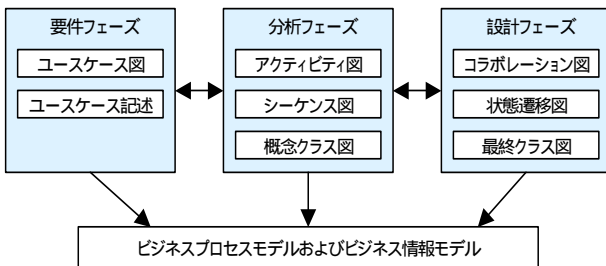 要件フェーズ
ユースケース図
ユースケース記述
分析フェーズ
アクティビティ図
シーケンス図
概念クラス図
設計フェーズ
コラボレーション図
状態遷移図
最終クラス図
ビジネスプロセスモデルおよびビジネス情報モデル